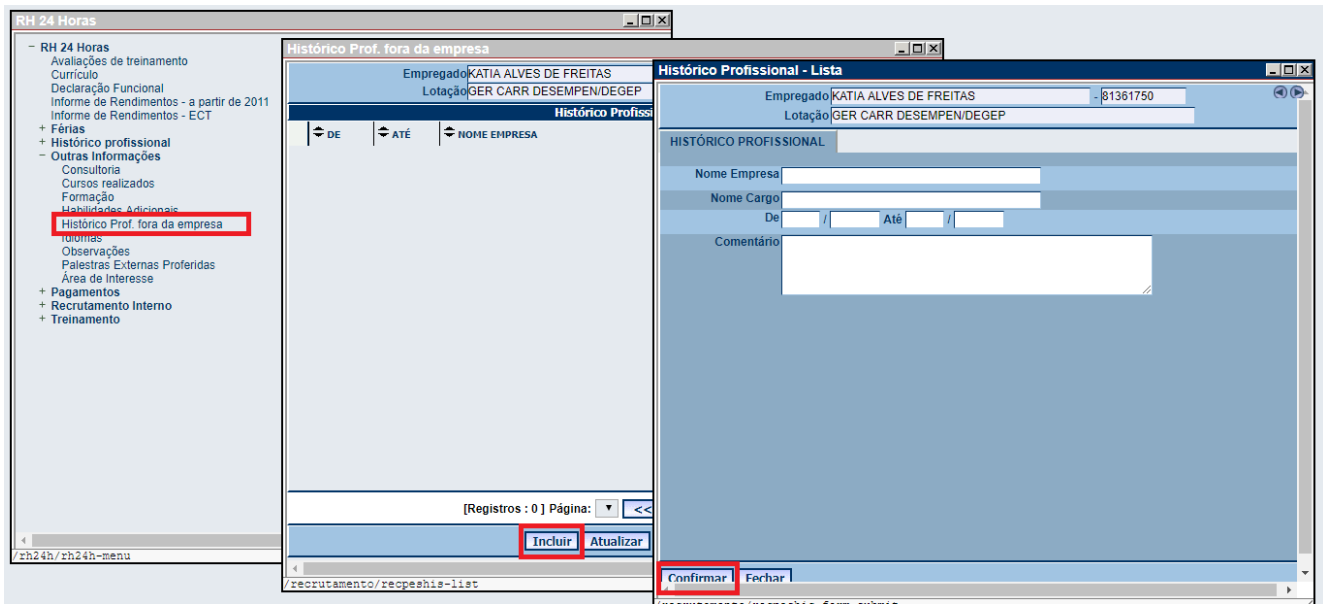 RH 24 Horas
− RH 24 Horas
Avaliações de treinamento
Currículo
Declaração Funcional
Informe de Rendimentos - a partir de 2011
Informe de Rendimentos - ECT
+ Férias
+ Histórico profissional
− Outras Informações
Consultoria
Cursos realizados
Formação
Habilidades Adicionais
Histórico Prof. fora da empresa
Idiomas
Observações
Palestras Externas Proferidas
Área de Interesse
+ Pagamentos
+ Recrutamento Interno
+ Treinamento
/rh24h/rh24h-menu
Histórico Prof. fora da empresa
Empregado KATIA ALVES DE FREITAS
Lotação GER CARR DESEMPEN/DEGEP
Histórico Profissi
DE ATÉ NOME EMPRESA
[Registros : 0 ] Página: <<
Incluir Atualizar
/recrutamento/recpeshis-list
Histórico Profissional - Lista
Empregado KATIA ALVES DE FREITAS - 81361750
Lotação GER CARR DESEMPEN/DEGEP
HISTÓRICO PROFISSIONAL
Nome Empresa
Nome Cargo
De / Até /
Comentário
Confirmar Fechar